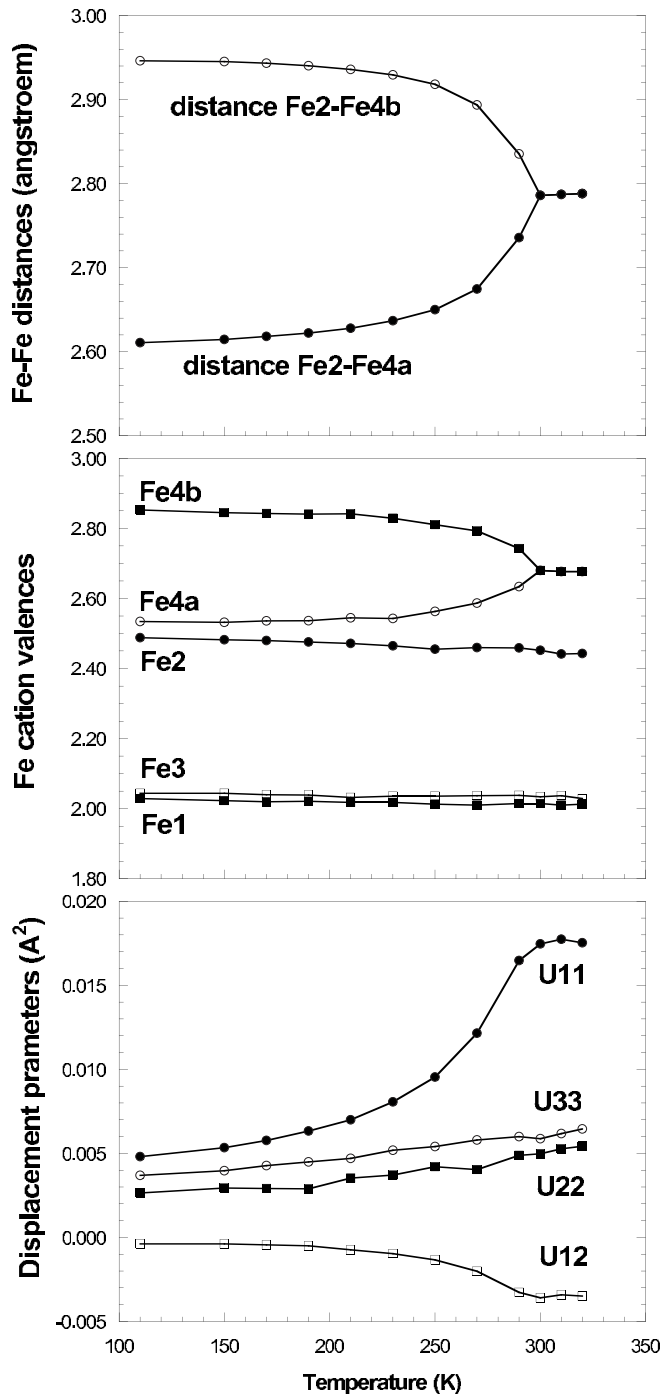 Fe-Fe distances (angstroem)
3.00
2.90
2.80
2.70
2.60
2.50
distance Fe2-Fe4b
distance Fe2-Fe4a
Fe cation valences
3.00
2.80
2.60
2.40
2.20
2.00
1.80
Fe4b
Fe4a
Fe2
Fe3
Fe1
Displacement prameters (A²)
0.020
0.015
0.010
0.005
0.000
-0.005
U11
U33
U22
U12
100 150 200 250 300 350
Temperature (K)